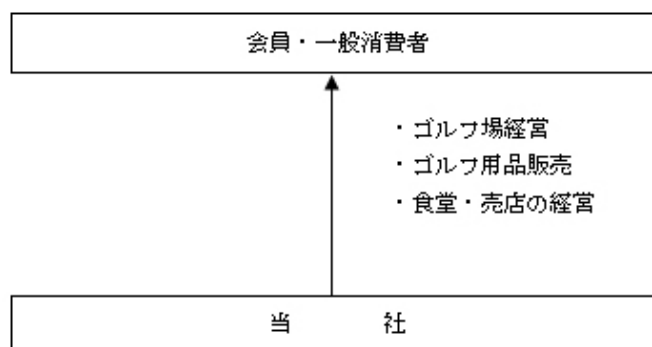 会員・一般消費者
・ゴルフ場経営
・ゴルフ用品販売
・食堂・売店の経営
当 社